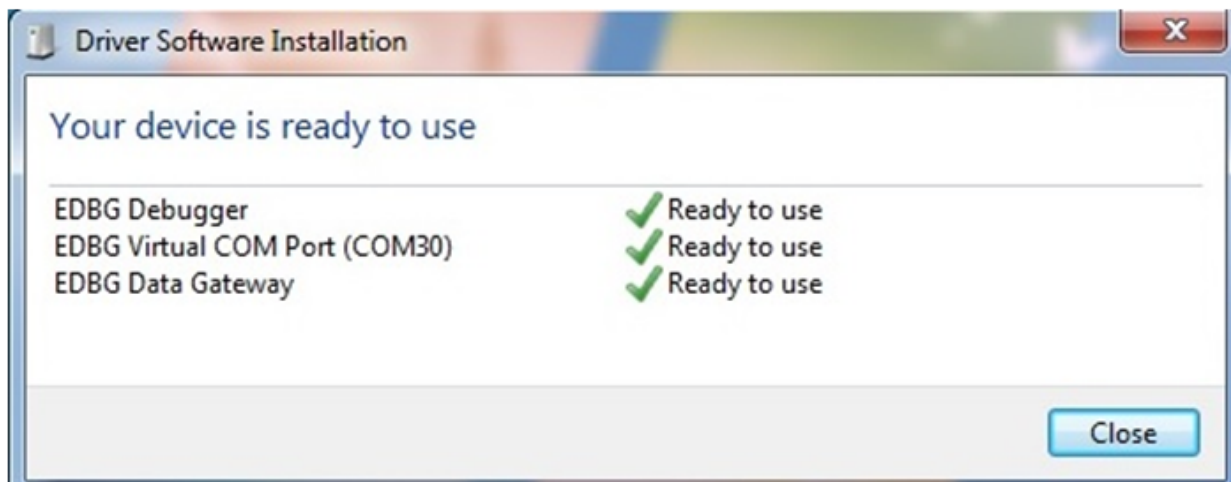 Driver Software Installation
Your device is ready to use
EDBG Debugger Ready to use
EDBG Virtual COM Port (COM30) Ready to use
EDBG Data Gateway Ready to use
Close